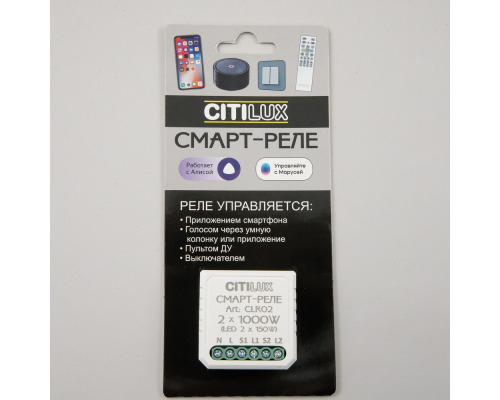 CITILUX
СМАРТ-РЕЛЕ
Работает
с Алисой
Управляйте
с Марусей
РЕЛЕ УПРАВЛЯЕТСЯ:
• Приложением смартфона
• Голосом через умную
колонку или приложение
• Пультом ДУ
• Выключателем
CITILUX
СМАРТ-РЕЛЕ
Art: CLR02
2 x 1000W
(LED 2 x 150W)
N L S1 L1 S2 L2